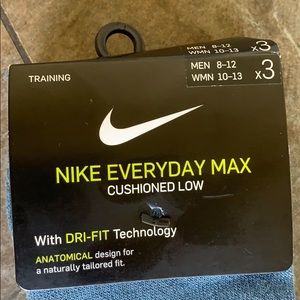 MEN 8-12
WMN 10-13 x3
TRAINING
MEN 8-12
WMN 10-13 x3
NIKE EVERYDAY MAX
CUSHIONED LOW
With DRI-FIT Technology
ANATOMICAL design for
a naturally tailored fit.